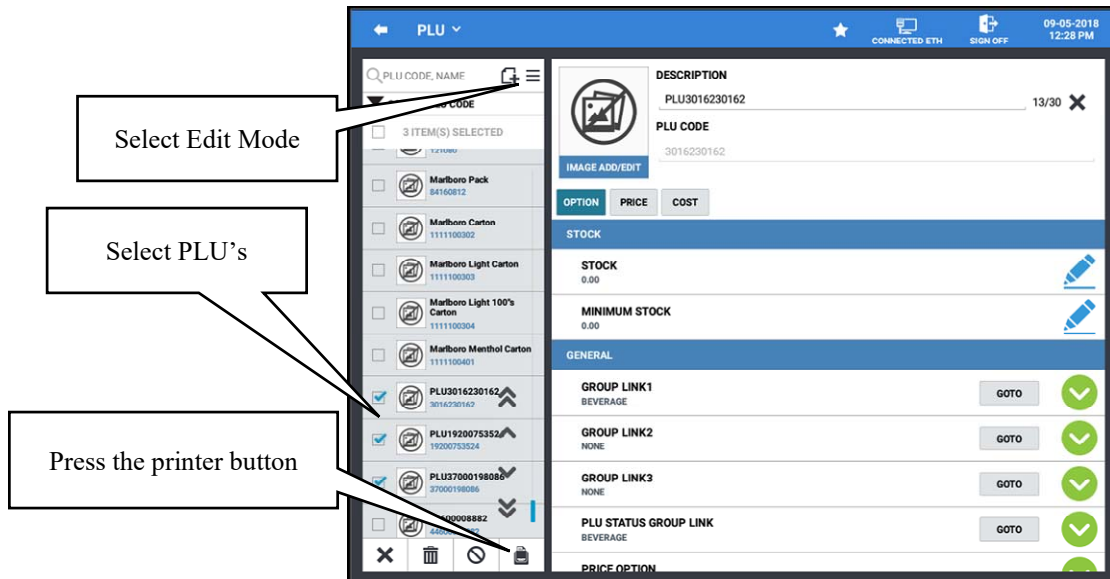 PLU
CONNECTED ETH
SIGN OFF
09-05-2018
12:28 PM
PLU CODE, NAME
CODE
3 ITEM(S) SELECTED
121080
Marlboro Pack
84160812
Marlboro Carton
1111100302
Marlboro Light Carton
1111100303
Marlboro Light 100's
Carton
1111100304
Marlboro Menthol Carton
1111100401
PLU3016230162
3016230162
PLU1920075352
19200753524
PLU37000198086
37000198086
Select Edit Mode
Select PLU’s
Press the printer button
DESCRIPTION
PLU3016230162
13/30
PLU CODE
3016230162
IMAGE ADD/EDIT
OPTION PRICE COST
STOCK
STOCK
0.00
MINIMUM STOCK
0.00
GENERAL
GROUP LINK1
BEVERAGE
GOTO
GROUP LINK2
NONE
GOTO
GROUP LINK3
NONE
GOTO
PLU STATUS GROUP LINK
BEVERAGE
GOTO
PRICE OPTION